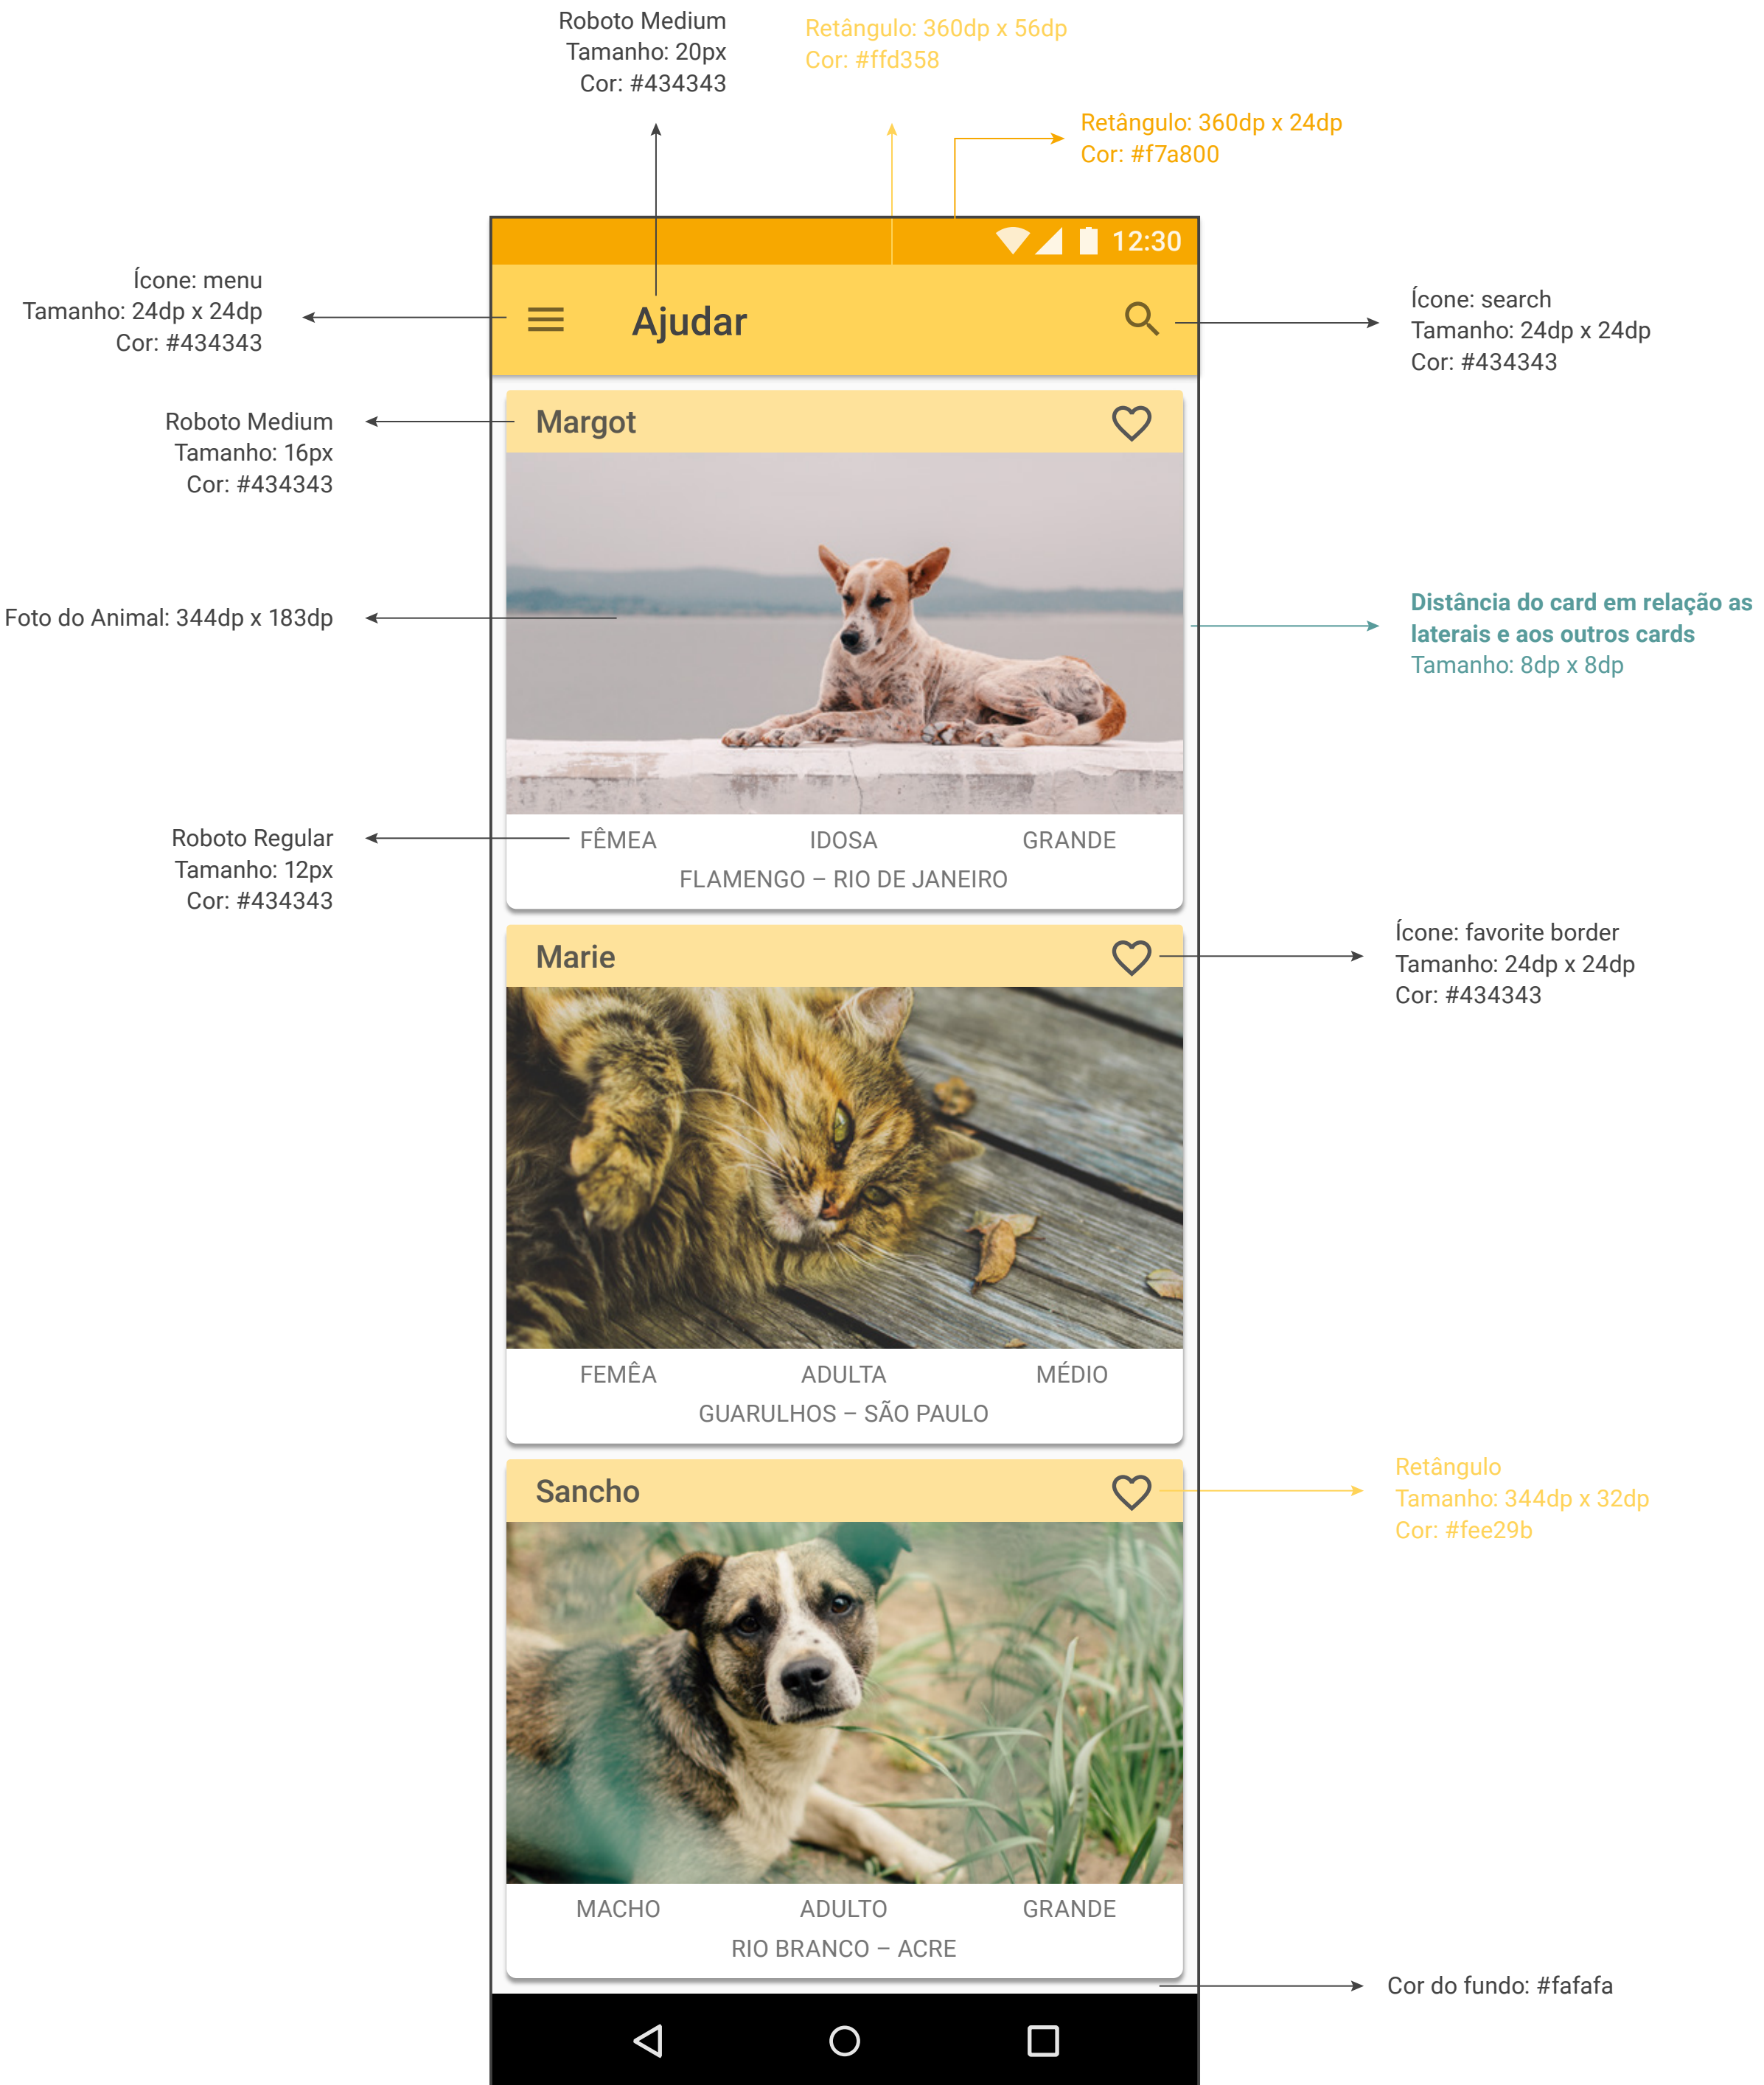 Roboto Medium
Tamanho: 20px
Cor: #434343
Retângulo: 360dp x 56dp
Cor: #ffd358
Retângulo: 360dp x 24dp
Cor: #f7a800
12:30
Ícone: menu
Tamanho: 24dp x 24dp
Cor: #434343
Ajudar
Ícone: search
Tamanho: 24dp x 24dp
Cor: #434343
Roboto Medium
Tamanho: 16px
Cor: #434343
Margot
Foto do Animal: 344dp x 183dp
Distância do card em relação as
laterais e aos outros cards
Tamanho: 8dp x 8dp
Roboto Regular
Tamanho: 12px
Cor: #434343
FÊMEA IDOSA GRANDE
FLAMENGO – RIO DE JANEIRO
Marie
Ícone: favorite border
Tamanho: 24dp x 24dp
Cor: #434343
FEMÊA ADULTA MÉDIO
GUARULHOS – SÃO PAULO
Sancho
Retângulo
Tamanho: 344dp x 32dp
Cor: #fee29b
MACHO ADULTO GRANDE
RIO BRANCO – ACRE
Cor do fundo: #fafafa